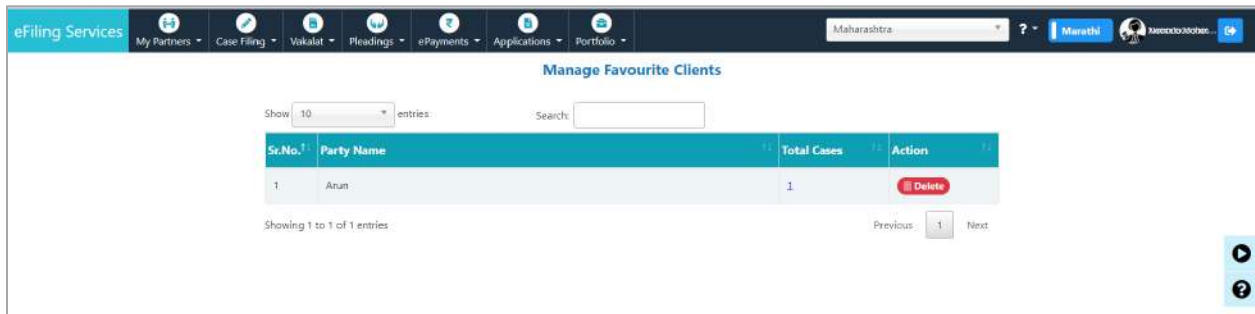 eFiling Services
My Partners Case Filing Vakalat Pleadings ePayments Applications Portfolio Maharashtra ? Marathi
Manage Favourite Clients
Show 10 entries Search:
Sr.No. Party Name Total Cases Action
1 Arun 1 Delete
Showing 1 to 1 of 1 entries Previous 1 Next